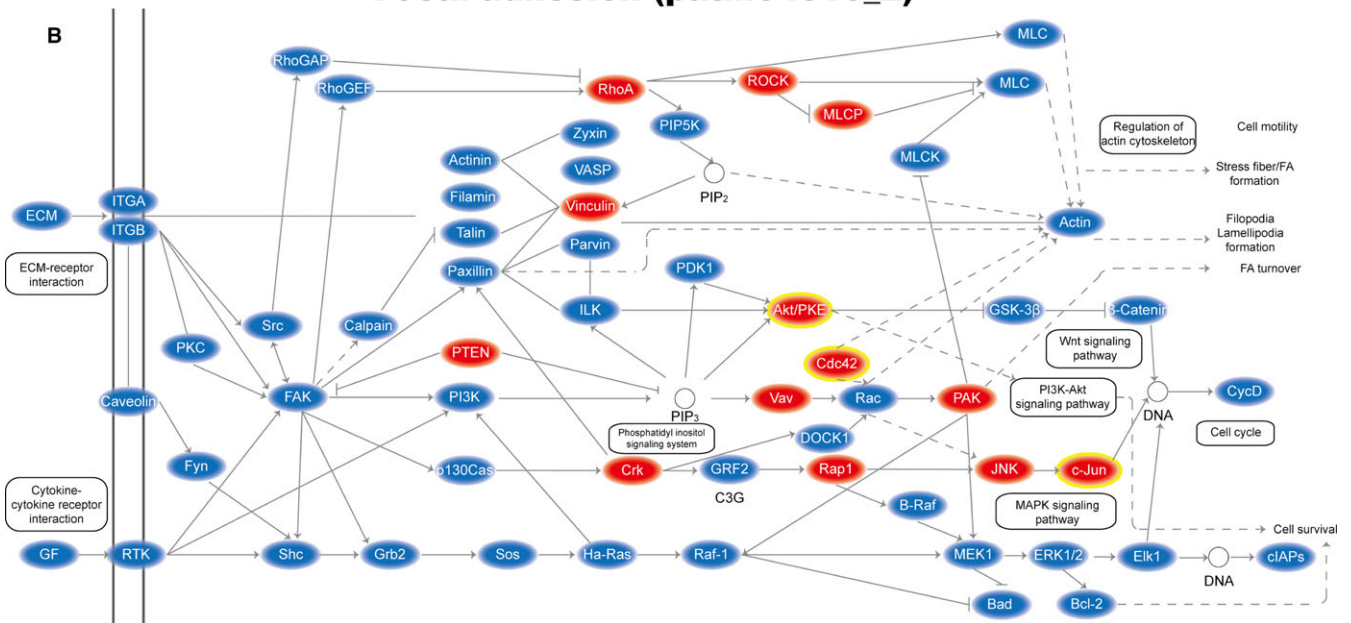 B
MLC
RhoGAP
RhoGEF
RhoA
ROCK
MLC
MLCP
PIP5K
Zyxin
Actinin
VASP
MLCK
Regulation of
actin cytoskeleton
Cell motility
Stress fiber/FA
formation
PIP2
ITGA
Filamin
Vinculin
ECM
ITGB
Talin
Parvin
Actin
Filopodia
Lamellipodia
formation
ECM-receptor
interaction
Paxillin
PDK1
FA turnover
Src
Calpain
ILK
Akt/PKE
GSK-3β
β-Catenin
PKC
PTEN
Cdc42
Wnt signaling
pathway
Caveolin
FAK
PI3K
PIP3
Vav
Rac
PAK
PI3K-Akt
signaling pathway
DNA
CycD
Phosphatidyl inositol
signaling system
DOCK1
Cell cycle
Fyn
p130Cas
Crk
GRF2
C3G
Rap1
JNK
c-Jun
Cytokine-
cytokine receptor
interaction
B-Raf
MAPK signaling
pathway
Cell survival
GF
RTK
Shc
Grb2
Sos
Ha-Ras
Raf-1
MEK1
ERK1/2
Elk1
DNA
cIAPs
Bad
Bcl-2